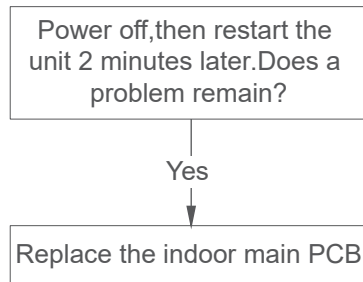 Power off,then restart the
unit 2 minutes later.Does a
problem remain?
Yes
Replace the indoor main PCB